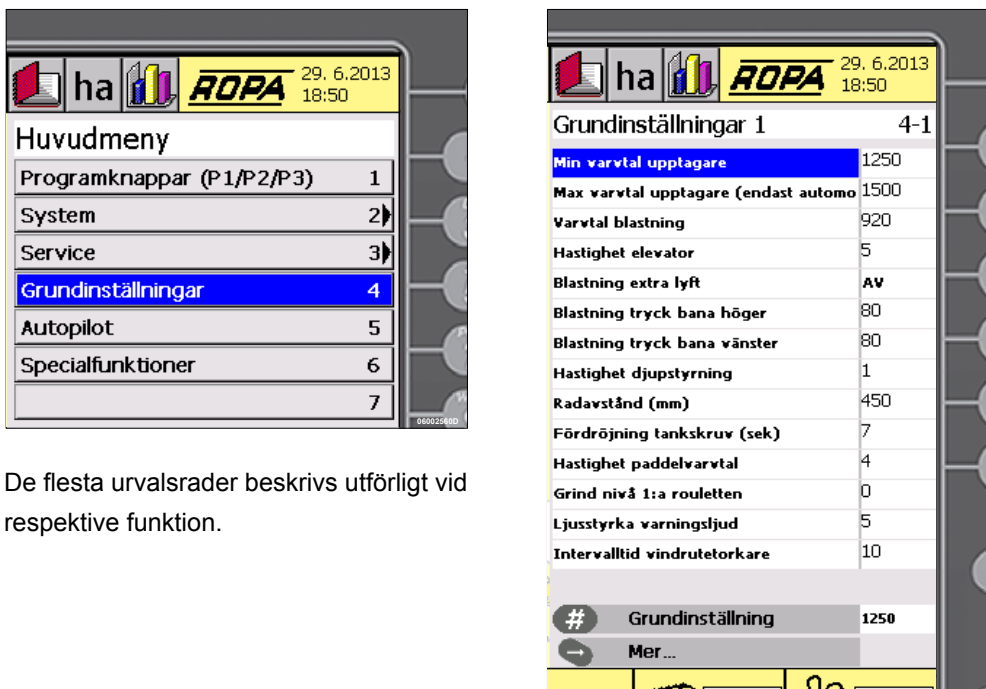 ha ROPA 29. 6.2013
18:50
Huvudmeny
Programknappar (P1/P2/P3) 1
System 2
Service 3
Grundinställningar 4
Autopilot 5
Specialfunktioner 6
7
06002560D
De flesta urvalsrader beskrivs utförligt vid
respektive funktion.
ha ROPA 29. 6.2013
18:50
Grundinställningar 1 4-1
Min varvtal upptagare 1250
Max varvtal upptagare (endast automo 1500
Varvtal blastning 920
Hastighet elevator 5
Blastning extra lyft AV
Blastning tryck bana höger 80
Blastning tryck bana vänster 80
Hastighet djupstyrning 1
Radavstånd (mm) 450
Fördröjning tankskruv (sek) 7
Hastighet paddelvarvtal 4
Grind nivå 1:a rouletten 0
Ljusstyrka varningsljud 5
Intervalltid vindrutetorkare 10
# Grundinställning 1250
→ Mer...